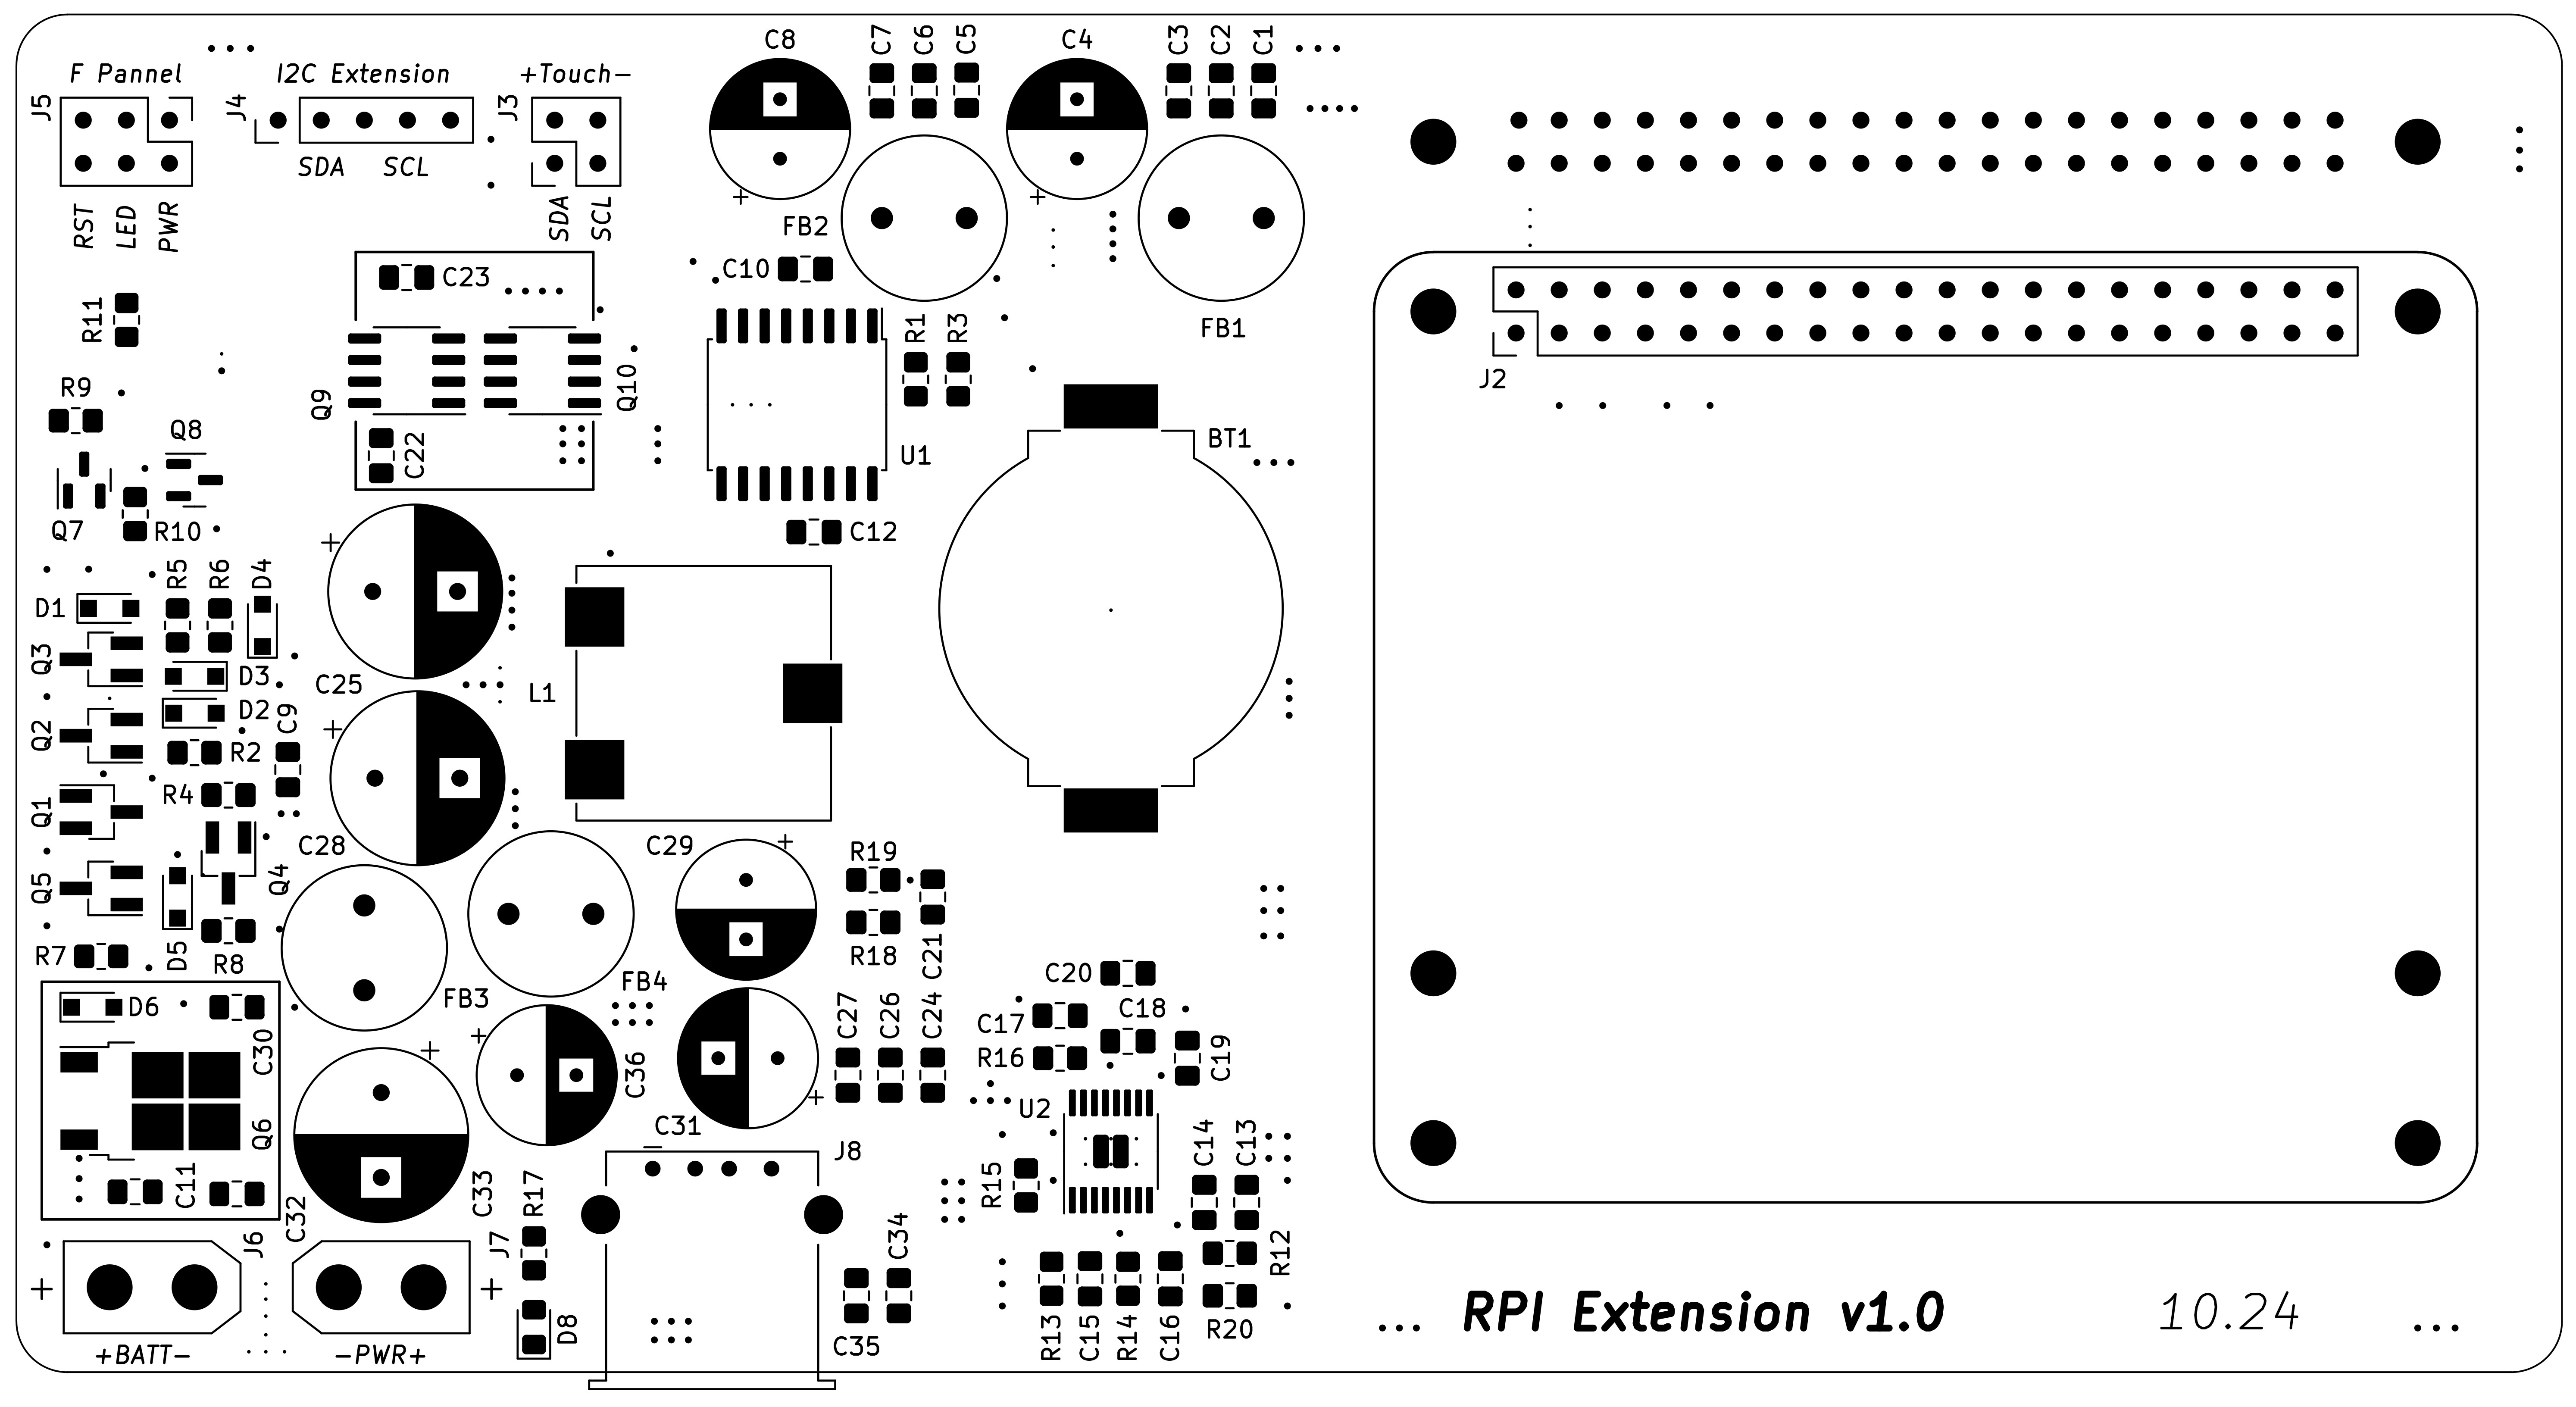 C8
C7
C6
C5
C4
C3
C2
C1
F Pannel
I2C Extension
+Touch-
J5
J4
J3
SDA SCL
RST
LED
PWR
SDA
SCL
+
+
FB2
C10
C23
R11
R1
R3
FB1
J2
R9
Q9
Q10
Q8
C22
U1
BT1
Q7
R10
+
C12
R5
R6
D4
D1
Q3
D3
C25
L1
D2
C9
+
Q2
R2
R4
Q1
C28
C29
+
R19
Q5
Q4
R7
D5
R8
R18
C21
C20
FB4
FB3
D6
C27
C26
C24
C18
C17
+
+
C30
C36
R16
C19
+
U2
Q6
C31
-
J8
C14
C13
C11
C33
R17
R15
C32
J6
J7
C34
R12
+
+
D8
C35
R13
C15
R14
C16
R20
+BATT-
-PWR+
RPI Extension v1.0
10.24